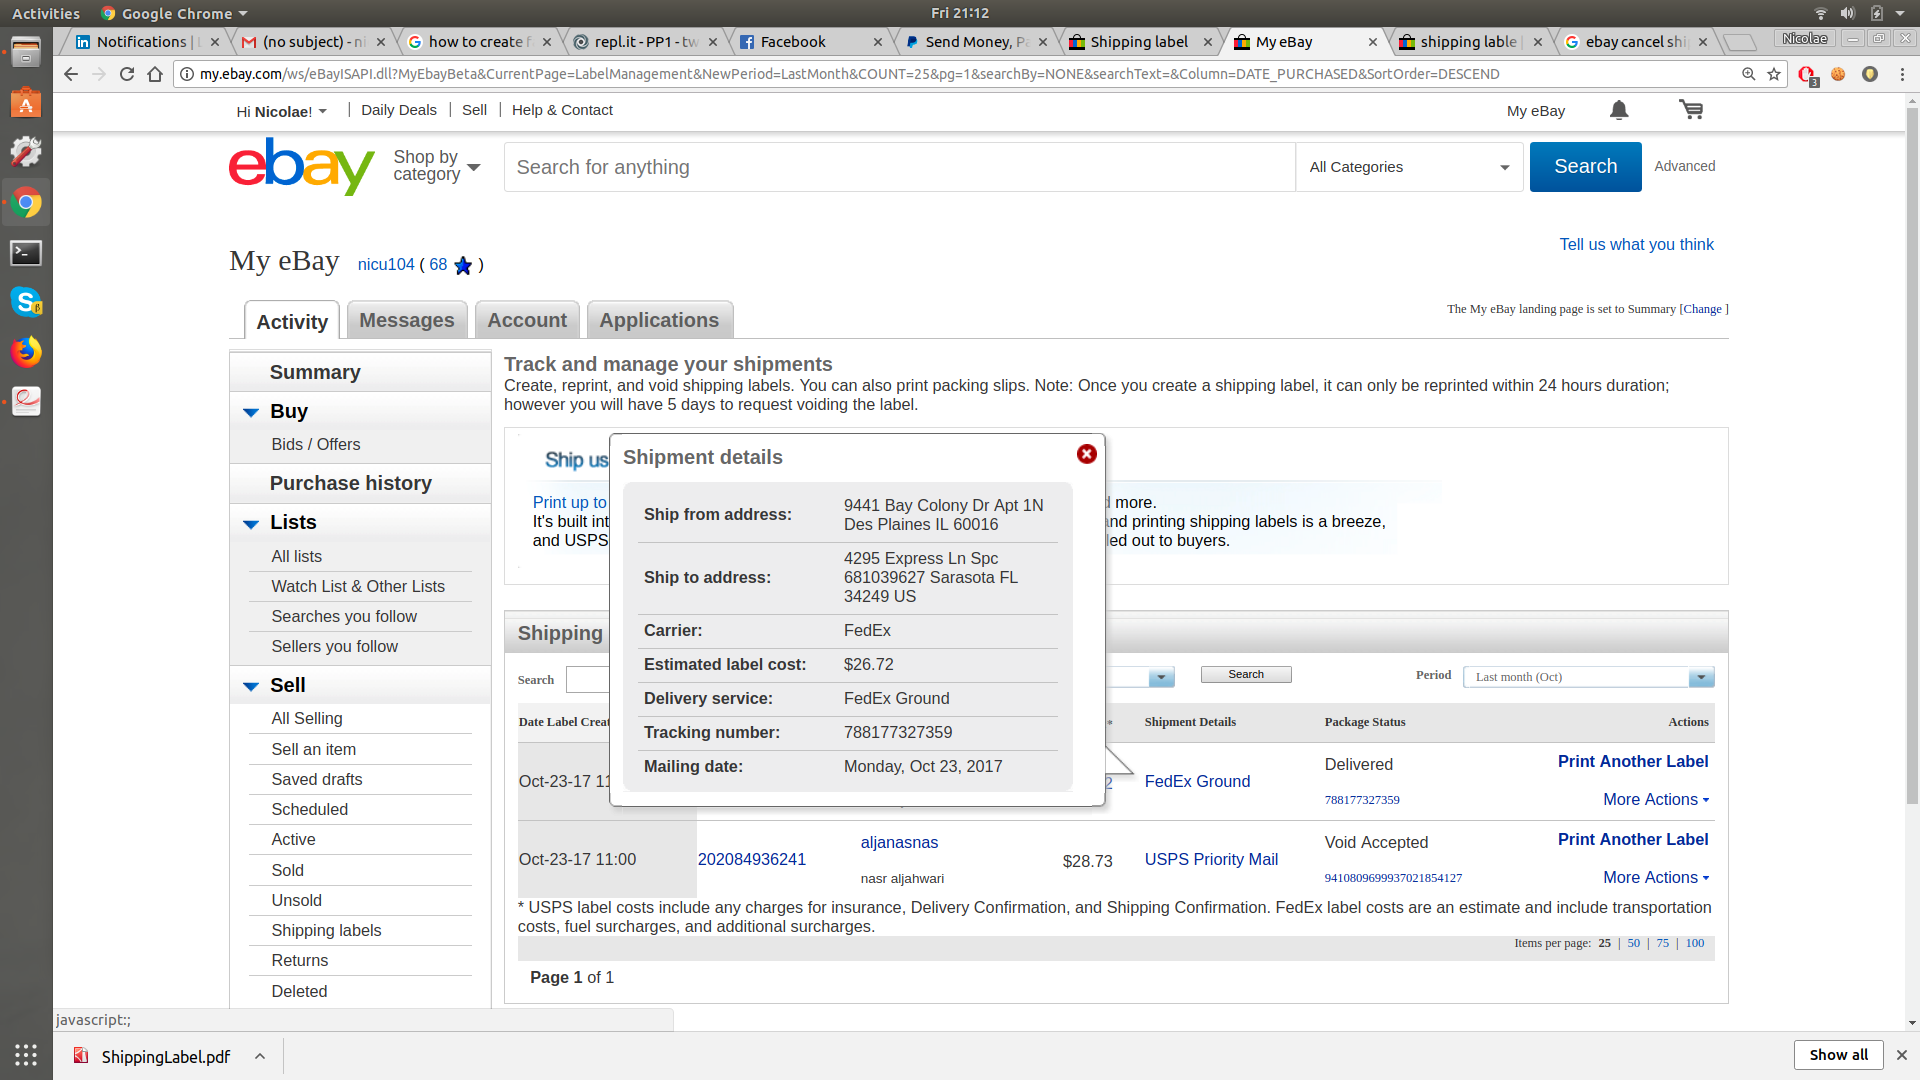 Activities
Google Chrome
Fri 21:12
Notifications |
(no subject) - ni
how to create f
repl.it - PP1 - tw
Facebook
Send Money, Pa
Shipping label
My eBay
shipping lable |
ebay cancel ship
Nicolae
my.ebay.com/ws/eBayISAPI.dll?MyEbayBeta&CurrentPage=LabelManagement&NewPeriod=LastMonth&COUNT=25&pg=1&searchBy=NONE&searchText=&Column=DATE_PURCHASED&SortOrder=DESCEND
3
Hi Nicolae!
Daily Deals
Sell
Help & Contact
My eBay
ebay
Shop by
category
Search for anything
All Categories
Search
Advanced
Tell us what you think
My eBay
nicu104 ( 68 )
Activity
Messages
Account
Applications
The My eBay landing page is set to Summary [Change ]
Summary
Buy
Bids / Offers
Purchase history
Lists
All lists
Watch List & Other Lists
Searches you follow
Sellers you follow
Sell
All Selling
Sell an item
Saved drafts
Scheduled
Active
Sold
Unsold
Shipping labels
Returns
Deleted
Track and manage your shipments
Create, reprint, and void shipping labels. You can also print packing slips. Note: Once you create a shipping label, it can only be reprinted within 24 hours duration;
however you will have 5 days to request voiding the label.
Ship us
Print up to
d more.
It's built int
and printing shipping labels is a breeze,
and USPS
led out to buyers.
Shipment details
Ship from address:
9441 Bay Colony Dr Apt 1N
Des Plaines IL 60016
Ship to address:
4295 Express Ln Spc
681039627 Sarasota FL
34249 US
Carrier:
FedEx
Estimated label cost:
$26.72
Delivery service:
FedEx Ground
Tracking number:
788177327359
Mailing date:
Monday, Oct 23, 2017
Shipping
Search
Search
Period
Last month (Oct)
Date Label Creat
*
Shipment Details
Package Status
Actions
Oct-23-17 11
2
FedEx Ground
Delivered
788177327359
Print Another Label
More Actions
Oct-23-17 11:00
202084936241
aljanasnas
nasr aljahwari
$28.73
USPS Priority Mail
Void Accepted
9410809699937021854127
Print Another Label
More Actions
* USPS label costs include any charges for insurance, Delivery Confirmation, and Shipping Confirmation. FedEx label costs are an estimate and include transportation
costs, fuel surcharges, and additional surcharges.
Items per page: 25 | 50 | 75 | 100
Page 1 of 1
javascript:;
ShippingLabel.pdf
Show all